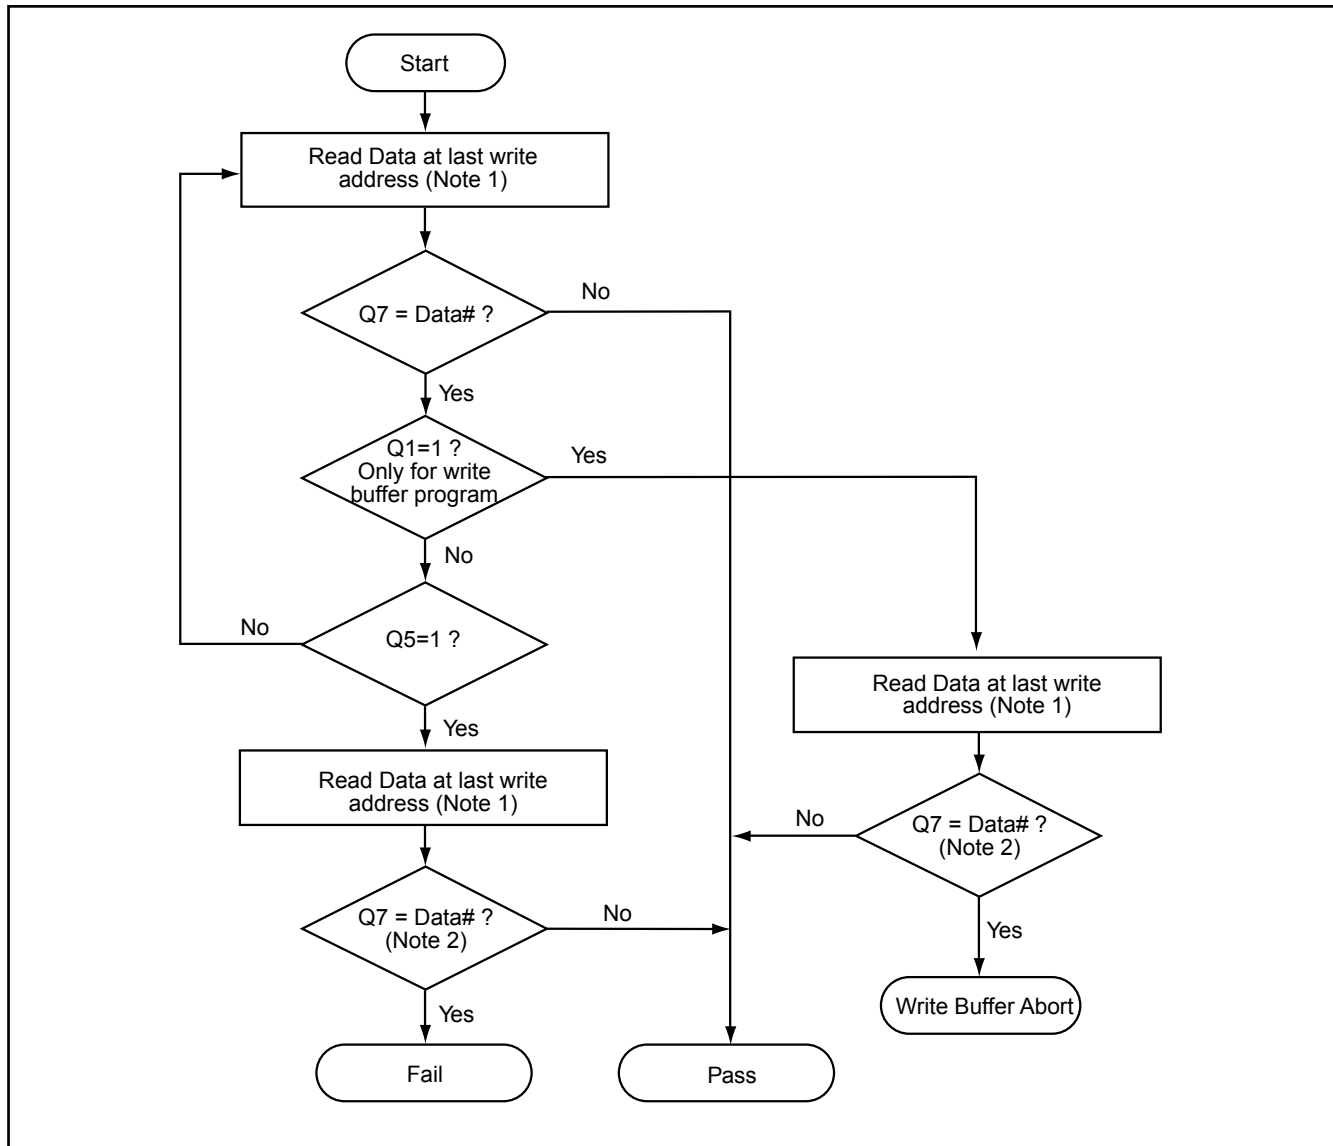 Start
Read Data at last write
address (Note 1)
Q7 = Data# ?
No
Yes
Q1=1 ?
Only for write
buffer program
Yes
No
Q5=1 ?
No
Yes
Read Data at last write
address (Note 1)
Read Data at last write
address (Note 1)
Q7 = Data# ?
(Note 2)
No
Yes
Q7 = Data# ?
(Note 2)
No
Yes
Write Buffer Abort
Fail
Pass